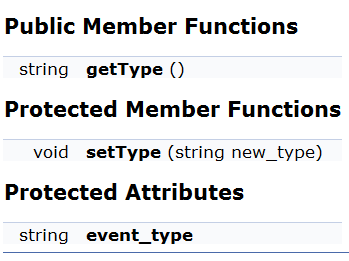 Public Member Functions
string getType ()
Protected Member Functions
void setType (string new_type)
Protected Attributes
string event_type